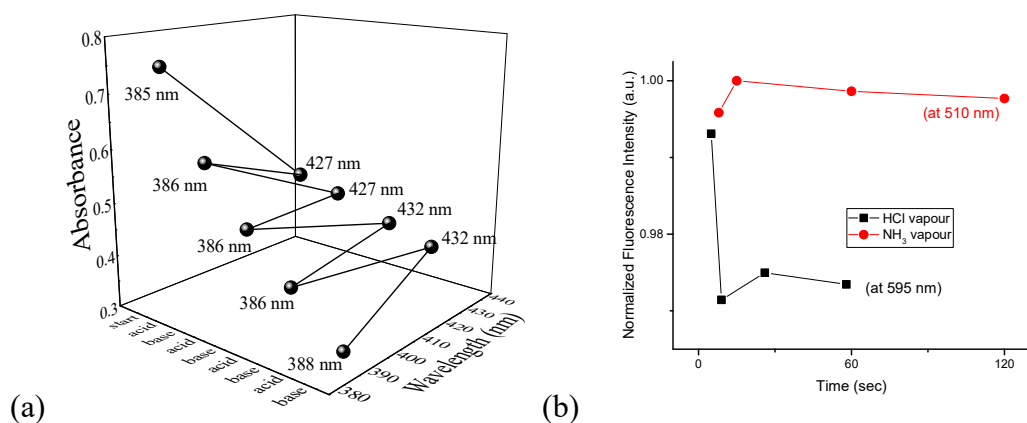 0.8
0.7
0.6
0.5
0.4
0.3
Absorbance
385 nm
427 nm
386 nm
427 nm
386 nm
432 nm
432 nm
386 nm
388 nm
start
acid
base
acid
base
acid
base
acid
base
380
390
400
410
420
430
440
Wavelength (nm)
(a)
Normalized Fluorescence Intensity (a.u.)
1.00
0.98
(at 510 nm)
HCl vapour
NH₃ vapour
(at 595 nm)
0
60
120
Time (sec)
(b)